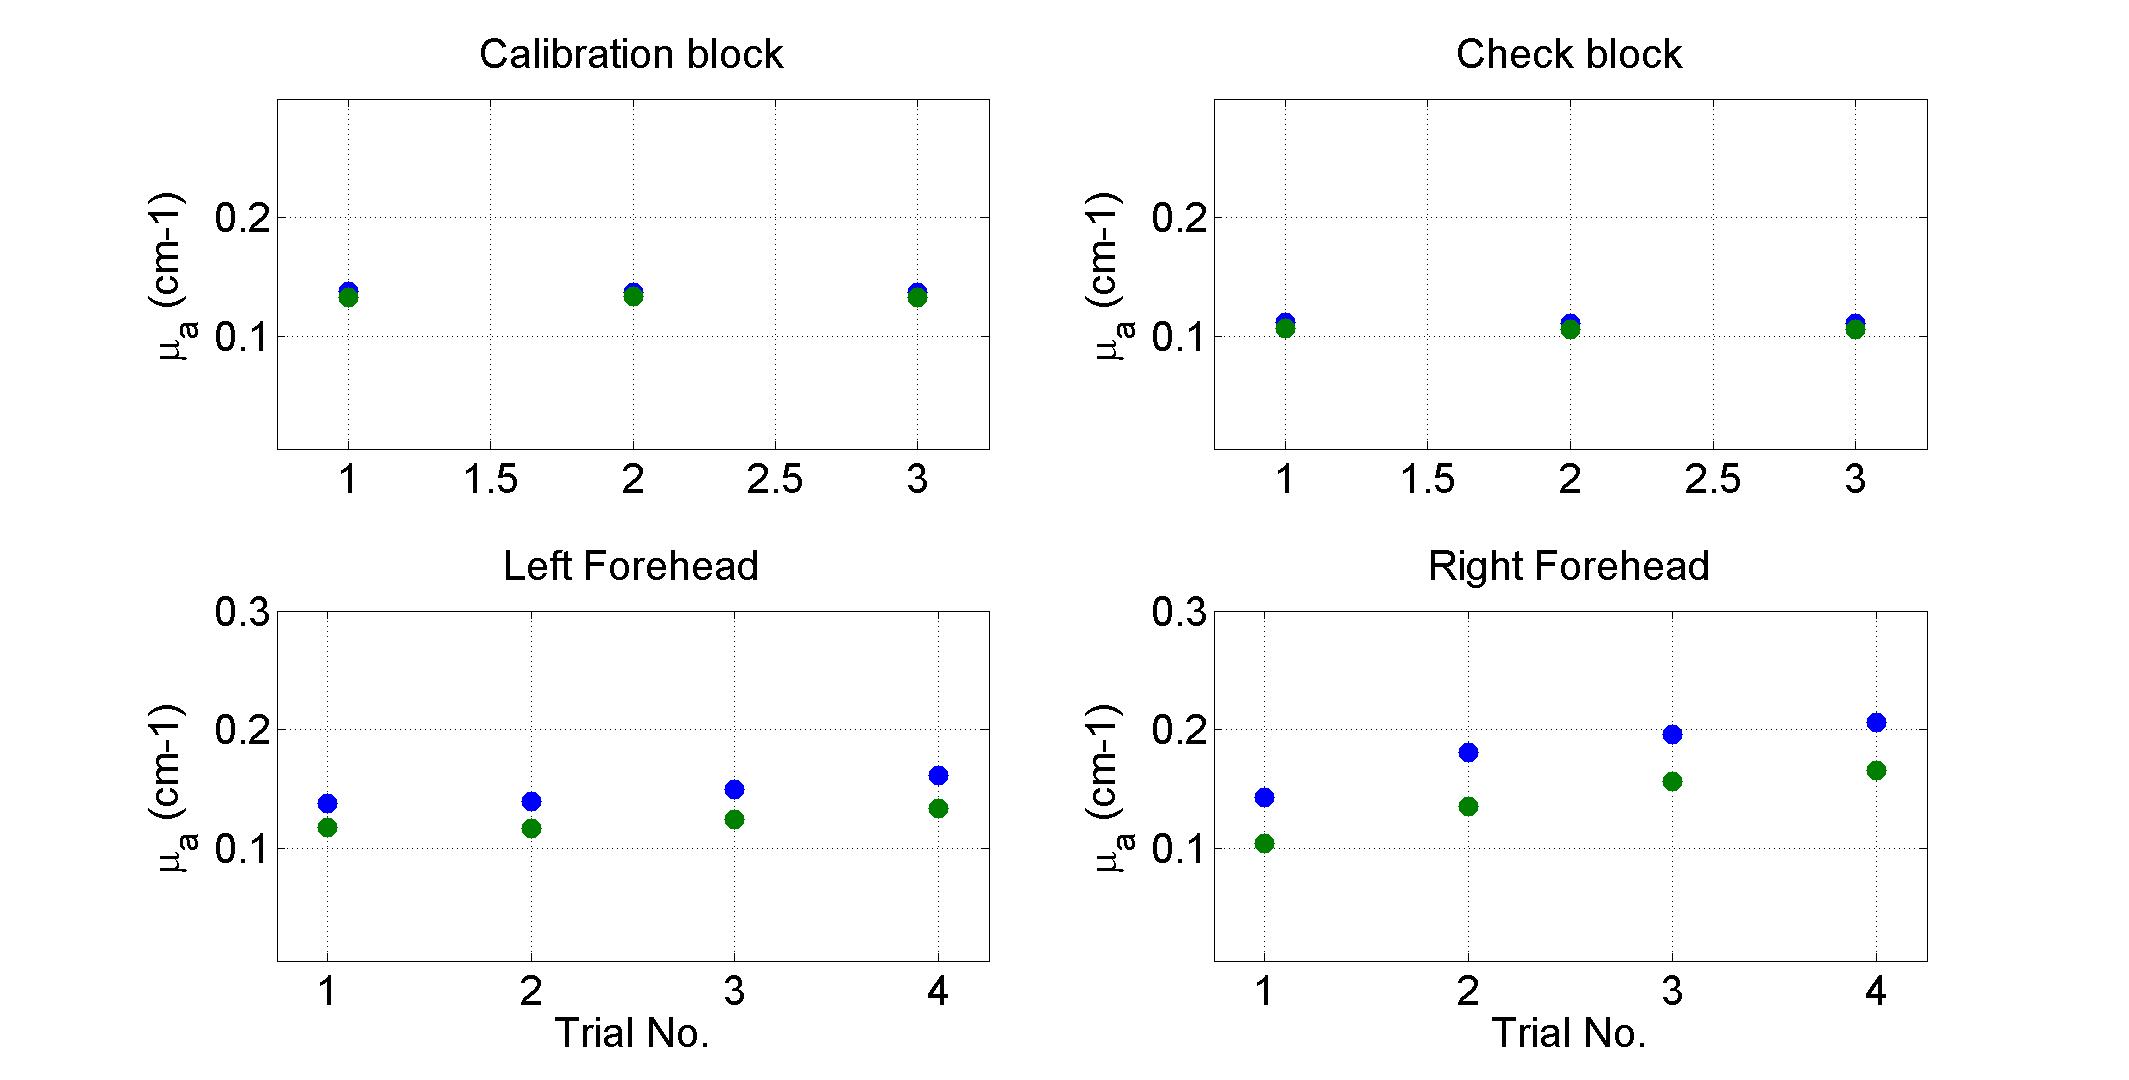 Calibration block
Check block
μa (cm-1)
0.2
0.1
1 1.5 2 2.5 3
μa (cm-1)
0.2
0.1
1 1.5 2 2.5 3
Left Forehead
Right Forehead
μa (cm-1)
0.3
0.2
0.1
1 2 3 4
Trial No.
μa (cm-1)
0.3
0.2
0.1
1 2 3 4
Trial No.